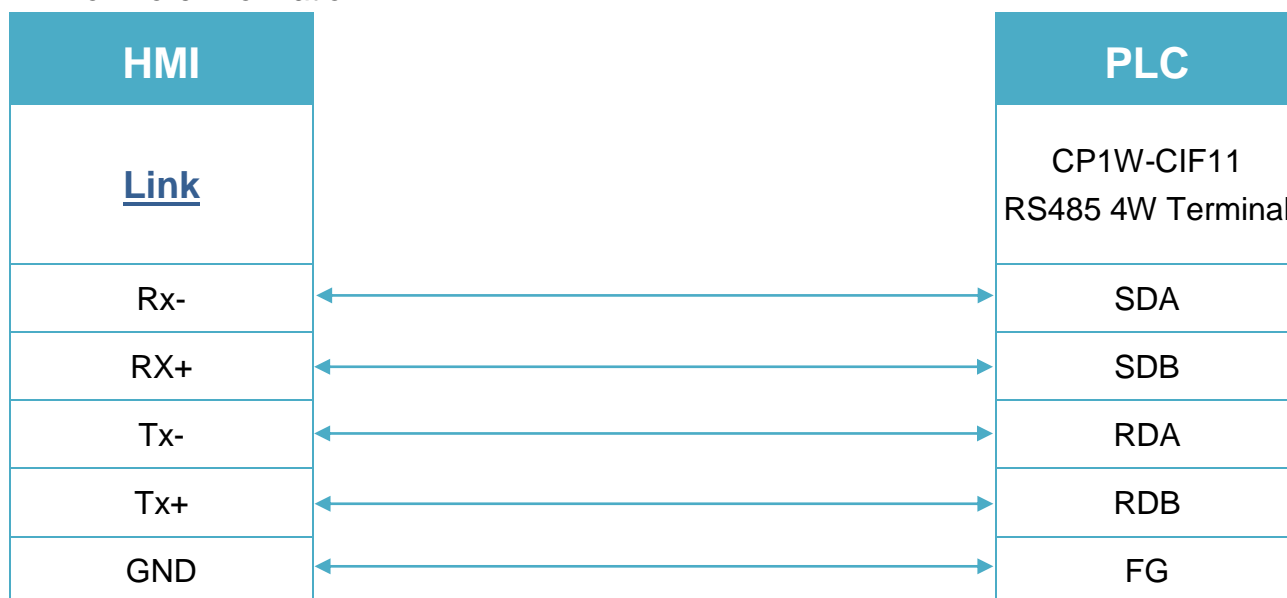 HMI PLC
Link
CP1W-CIF11
RS485 4W Terminal
Rx- SDA
RX+ SDB
Tx- RDA
Tx+ RDB
GND FG